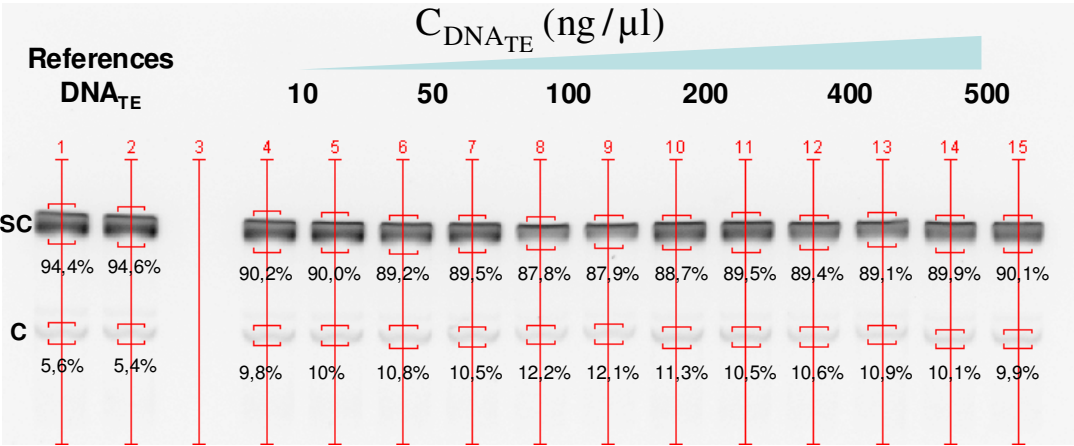 C_DNA_TE (ng/µl)
References
DNA_TE
10 50 100 200 400 500
1 2 3 4 5 6 7 8 9 10 11 12 13 14 15
SC
94,4% 94,6% 90,2% 90,0% 89,2% 89,5% 87,8% 87,9% 88,7% 89,5% 89,4% 89,1% 89,9% 90,1%
C
5,6% 5,4% 9,8% 10% 10,8% 10,5% 12,2% 12,1% 11,3% 10,5% 10,6% 10,9% 10,1% 9,9%